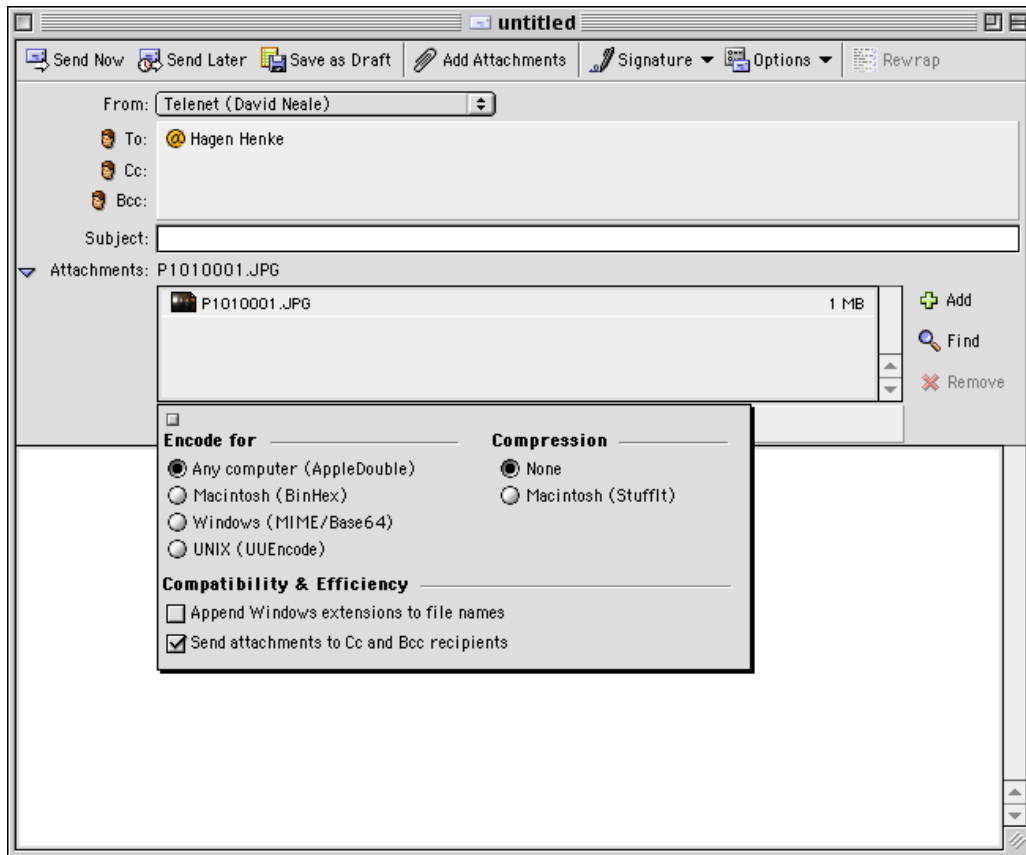 untitled
Send Now Send Later Save as Draft Add Attachments Signature Options Rewrap
From: Telenet (David Neale)
To: @ Hagen Henke
Cc:
Bcc:
Subject:
Attachments: P1010001.JPG
P1010001.JPG 1 MB
Add
Find
Remove
Encode for
Any computer (AppleDouble)
Macintosh (BinHex)
Windows (MIME/Base64)
UNIX (UUEncode)
Compression
None
Macintosh (StuffIt)
Compatibility & Efficiency
Append Windows extensions to file names
Send attachments to Cc and Bcc recipients